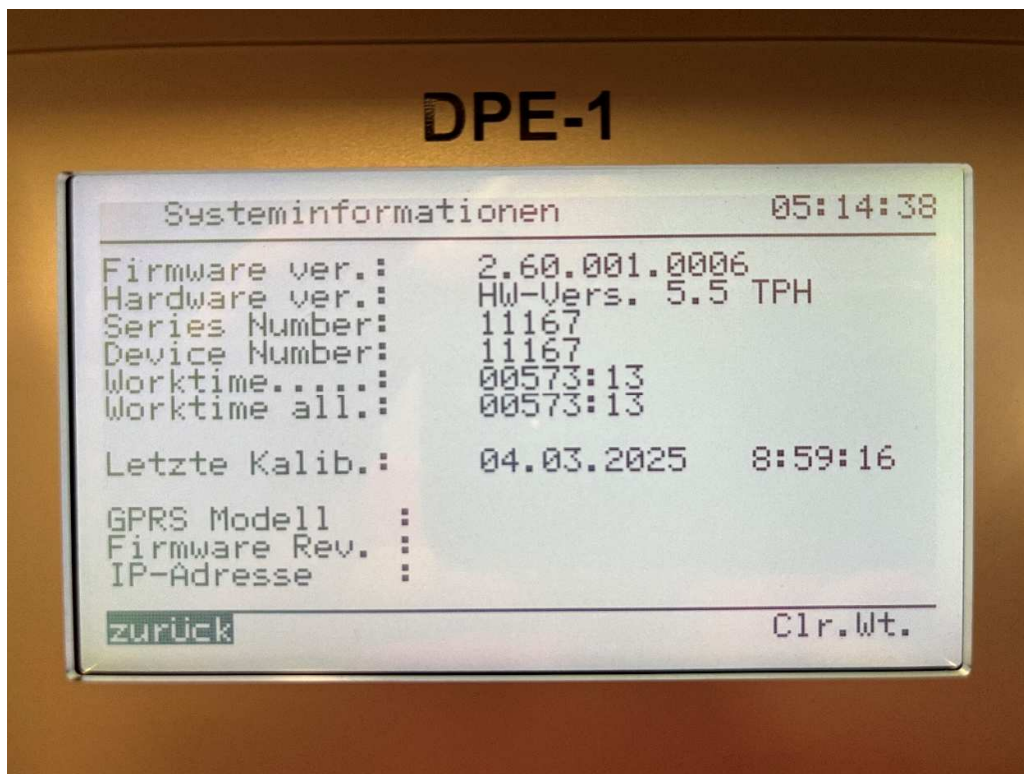 DPE-1
Systeminformationen 05:14:38
Firmware ver.: 2.60.001.0006
Hardware ver.: HW-Vers. 5.5 TPH
Series Number: 11167
Device Number: 11167
Worktime.....: 00573:13
Worktime all.: 00573:13
Letzte Kalib.: 04.03.2025 8:59:16
GPRS Modell :
Firmware Rev. :
IP-Adresse :
zurück Clr.Wt.